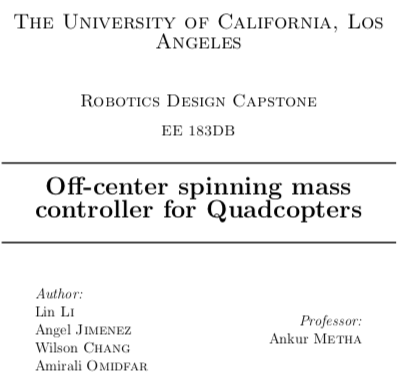 THE UNIVERSITY OF CALIFORNIA, LOS
ANGELES
ROBOTICS DESIGN CAPSTONE
EE 183DB
Off-center spinning mass
controller for Quadcopters
Author:
Lin LI
Angel JIMENEZ
Wilson CHANG
Amirali OMIDFAR
Professor:
Ankur METHA